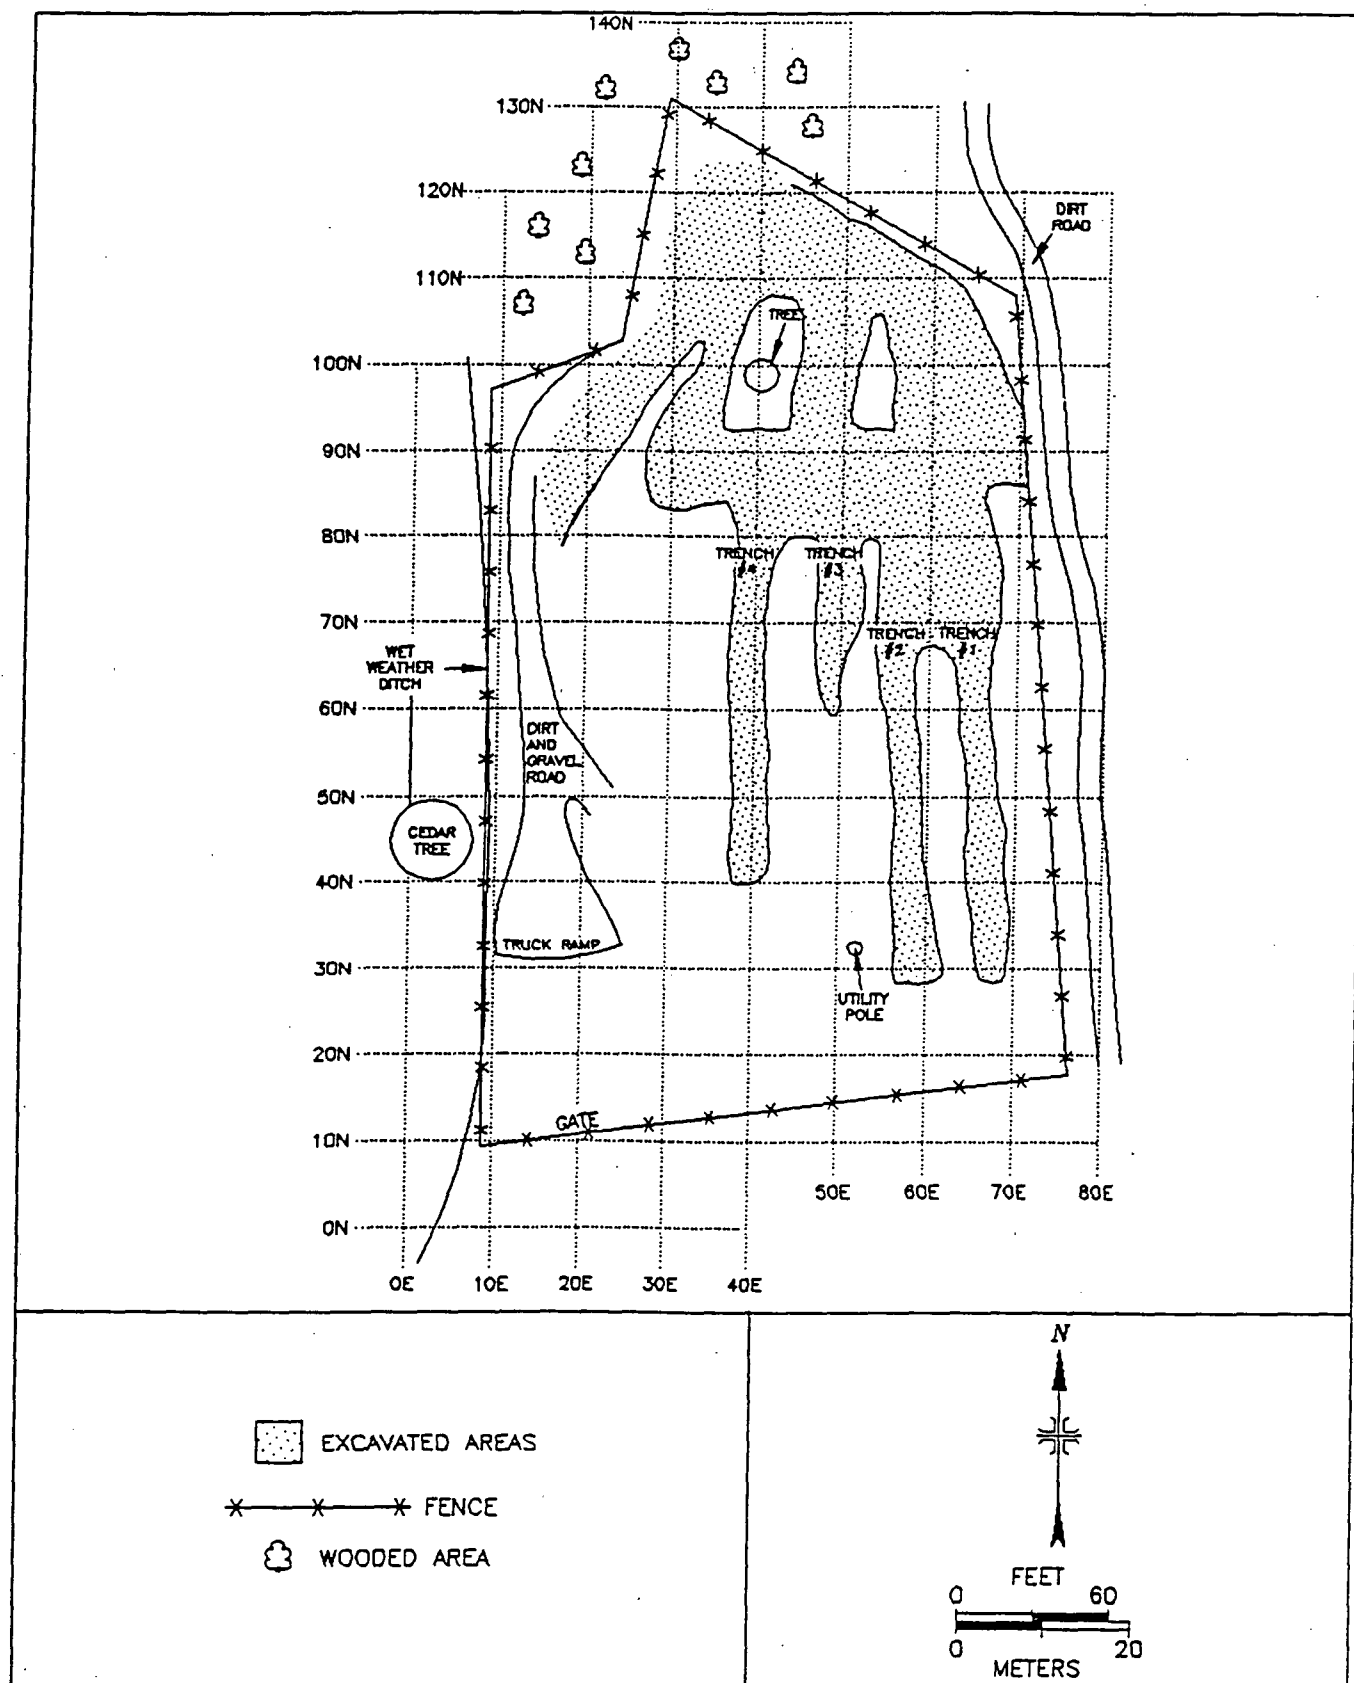 140N
130N
120N
DIRT
ROAD
110N
TREE
100N
90N
80N
TRENCH
TRENCH
#3
70N
TRENCH
#2
TRENCH
#1
WET
WEATHER
DITCH
60N
DIRT
AND
GRAVEL
ROAD
50N
CEDAR
TREE
40N
TRUCK RAMP
30N
UTILITY
POLE
20N
GATE
10N
50E
60E
70E
80E
0N
0E
10E
20E
30E
40E
N
EXCAVATED AREAS
FENCE
WOODED AREA
FEET
0
60
0
20
METERS